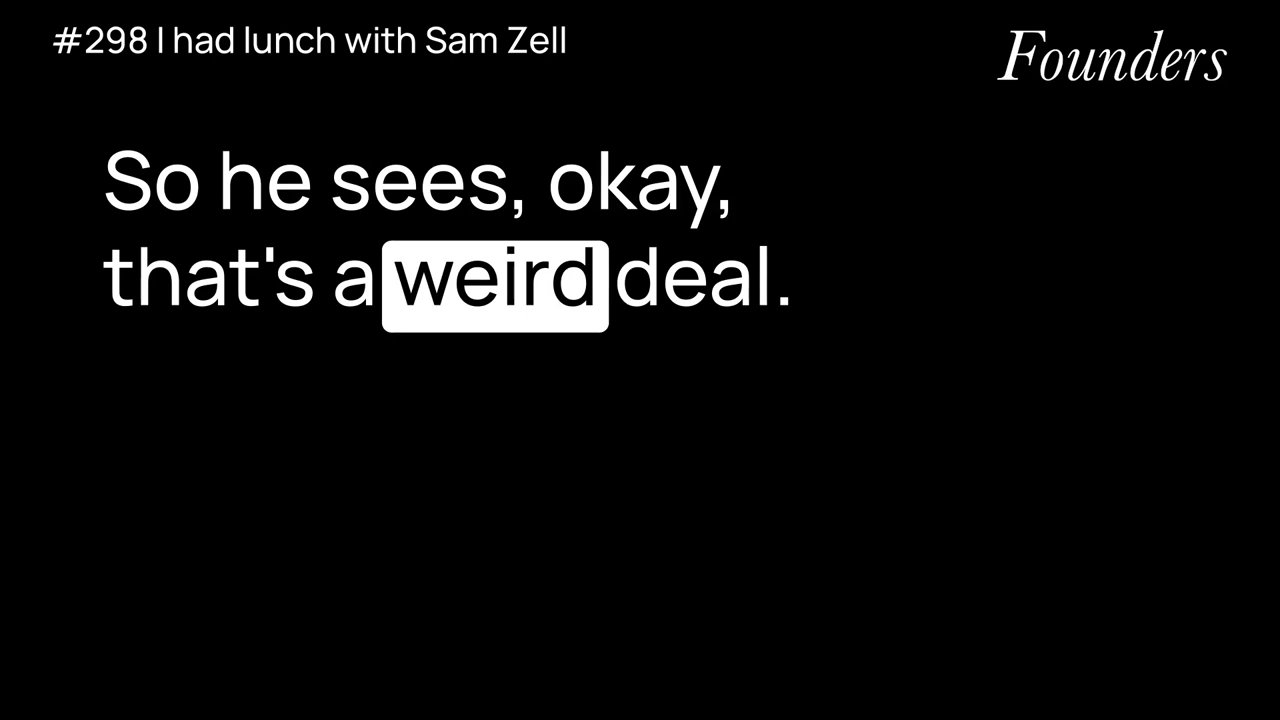 #298 I had lunch with Sam Zell
Founders
So he sees, okay,
that's a weird deal.